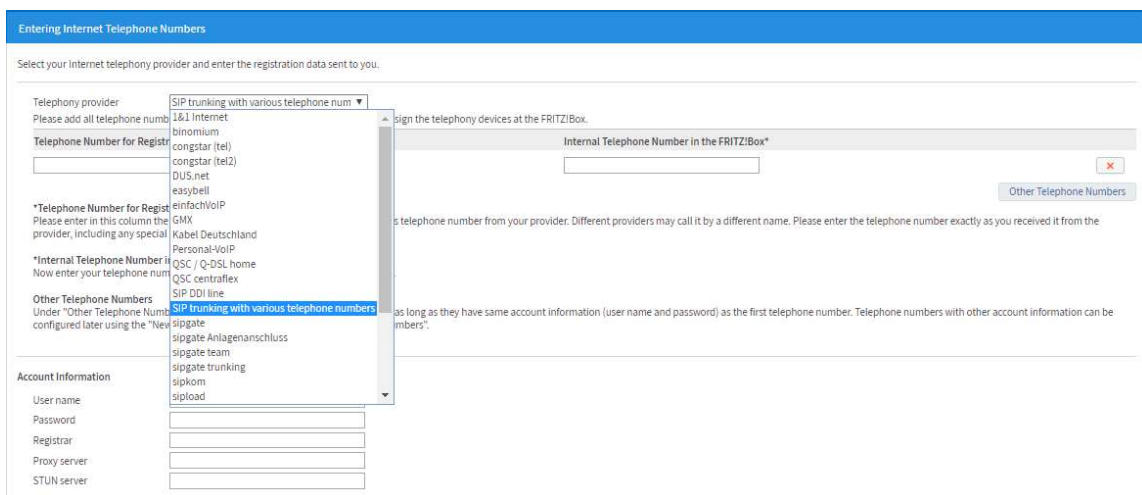 Entering Internet Telephone Numbers
Select your Internet telephony provider and enter the registration data sent to you.
Telephony provider
SIP trunking with various telephone num
Please add all telephone numb
sign the telephony devices at the FRITZ!Box.
Telephone Number for Registr
Internal Telephone Number in the FRITZ!Box*
Other Telephone Numbers
1&1 Internet
binomium
congstar (tel)
congstar (tel2)
DUS.net
easybell
einfachVoIP
GMX
Kabel Deutschland
Personal-VoIP
QSC / Q-DSL home
QSC centraflex
SIP DDI line
SIP trunking with various telephone numbers
sipgate
sipgate Anlagenanschluss
sipgate team
sipgate trunking
sipkom
sipload
*Telephone Number for Regist
Please enter in this column the
s telephone number from your provider. Different providers may call it by a different name. Please enter the telephone number exactly as you received it from the
provider, including any special
*Internal Telephone Number i
Now enter your telephone num
Other Telephone Numbers
Under "Other Telephone Numb
as long as they have same account information (user name and password) as the first telephone number. Telephone numbers with other account information can be
configured later using the "New
mbers".
Account Information
User name
Password
Registrar
Proxy server
STUN server